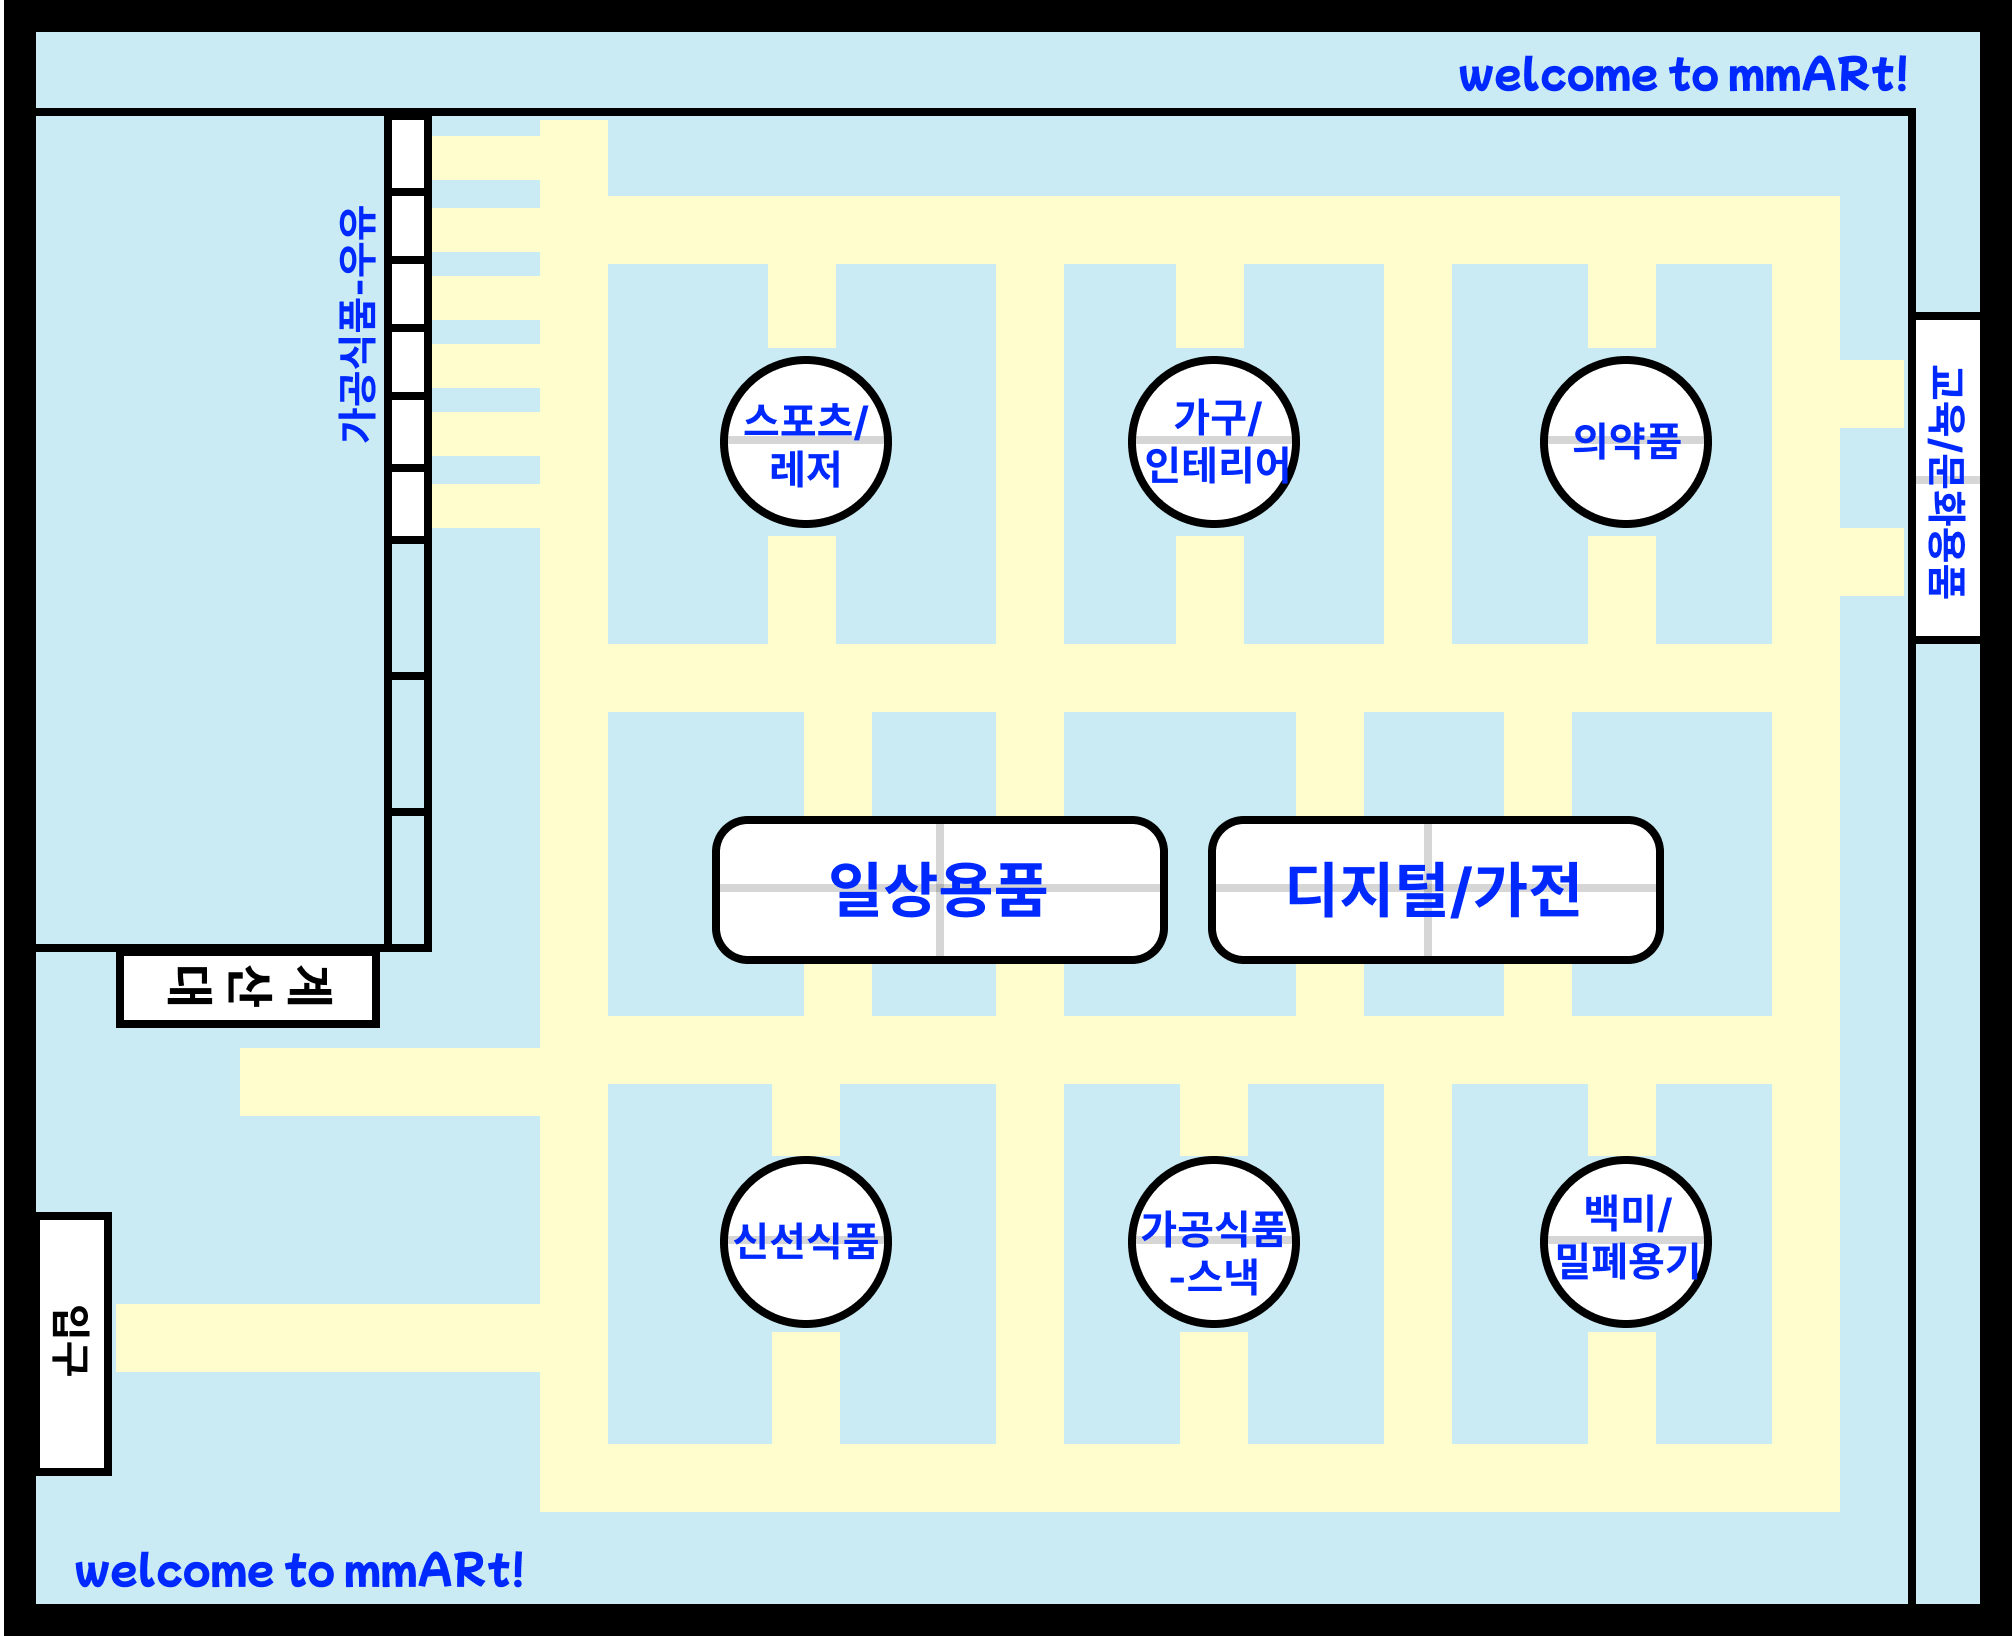 welcome to mmARt!
가공식품-우유
스포츠/
레저
가구/
인테리어
의약품
교육/문화용품
일상용품
디지털/가전
계산대
신선식품
가공식품
-스낵
백미/
밀폐용기
입구
welcome to mmARt!